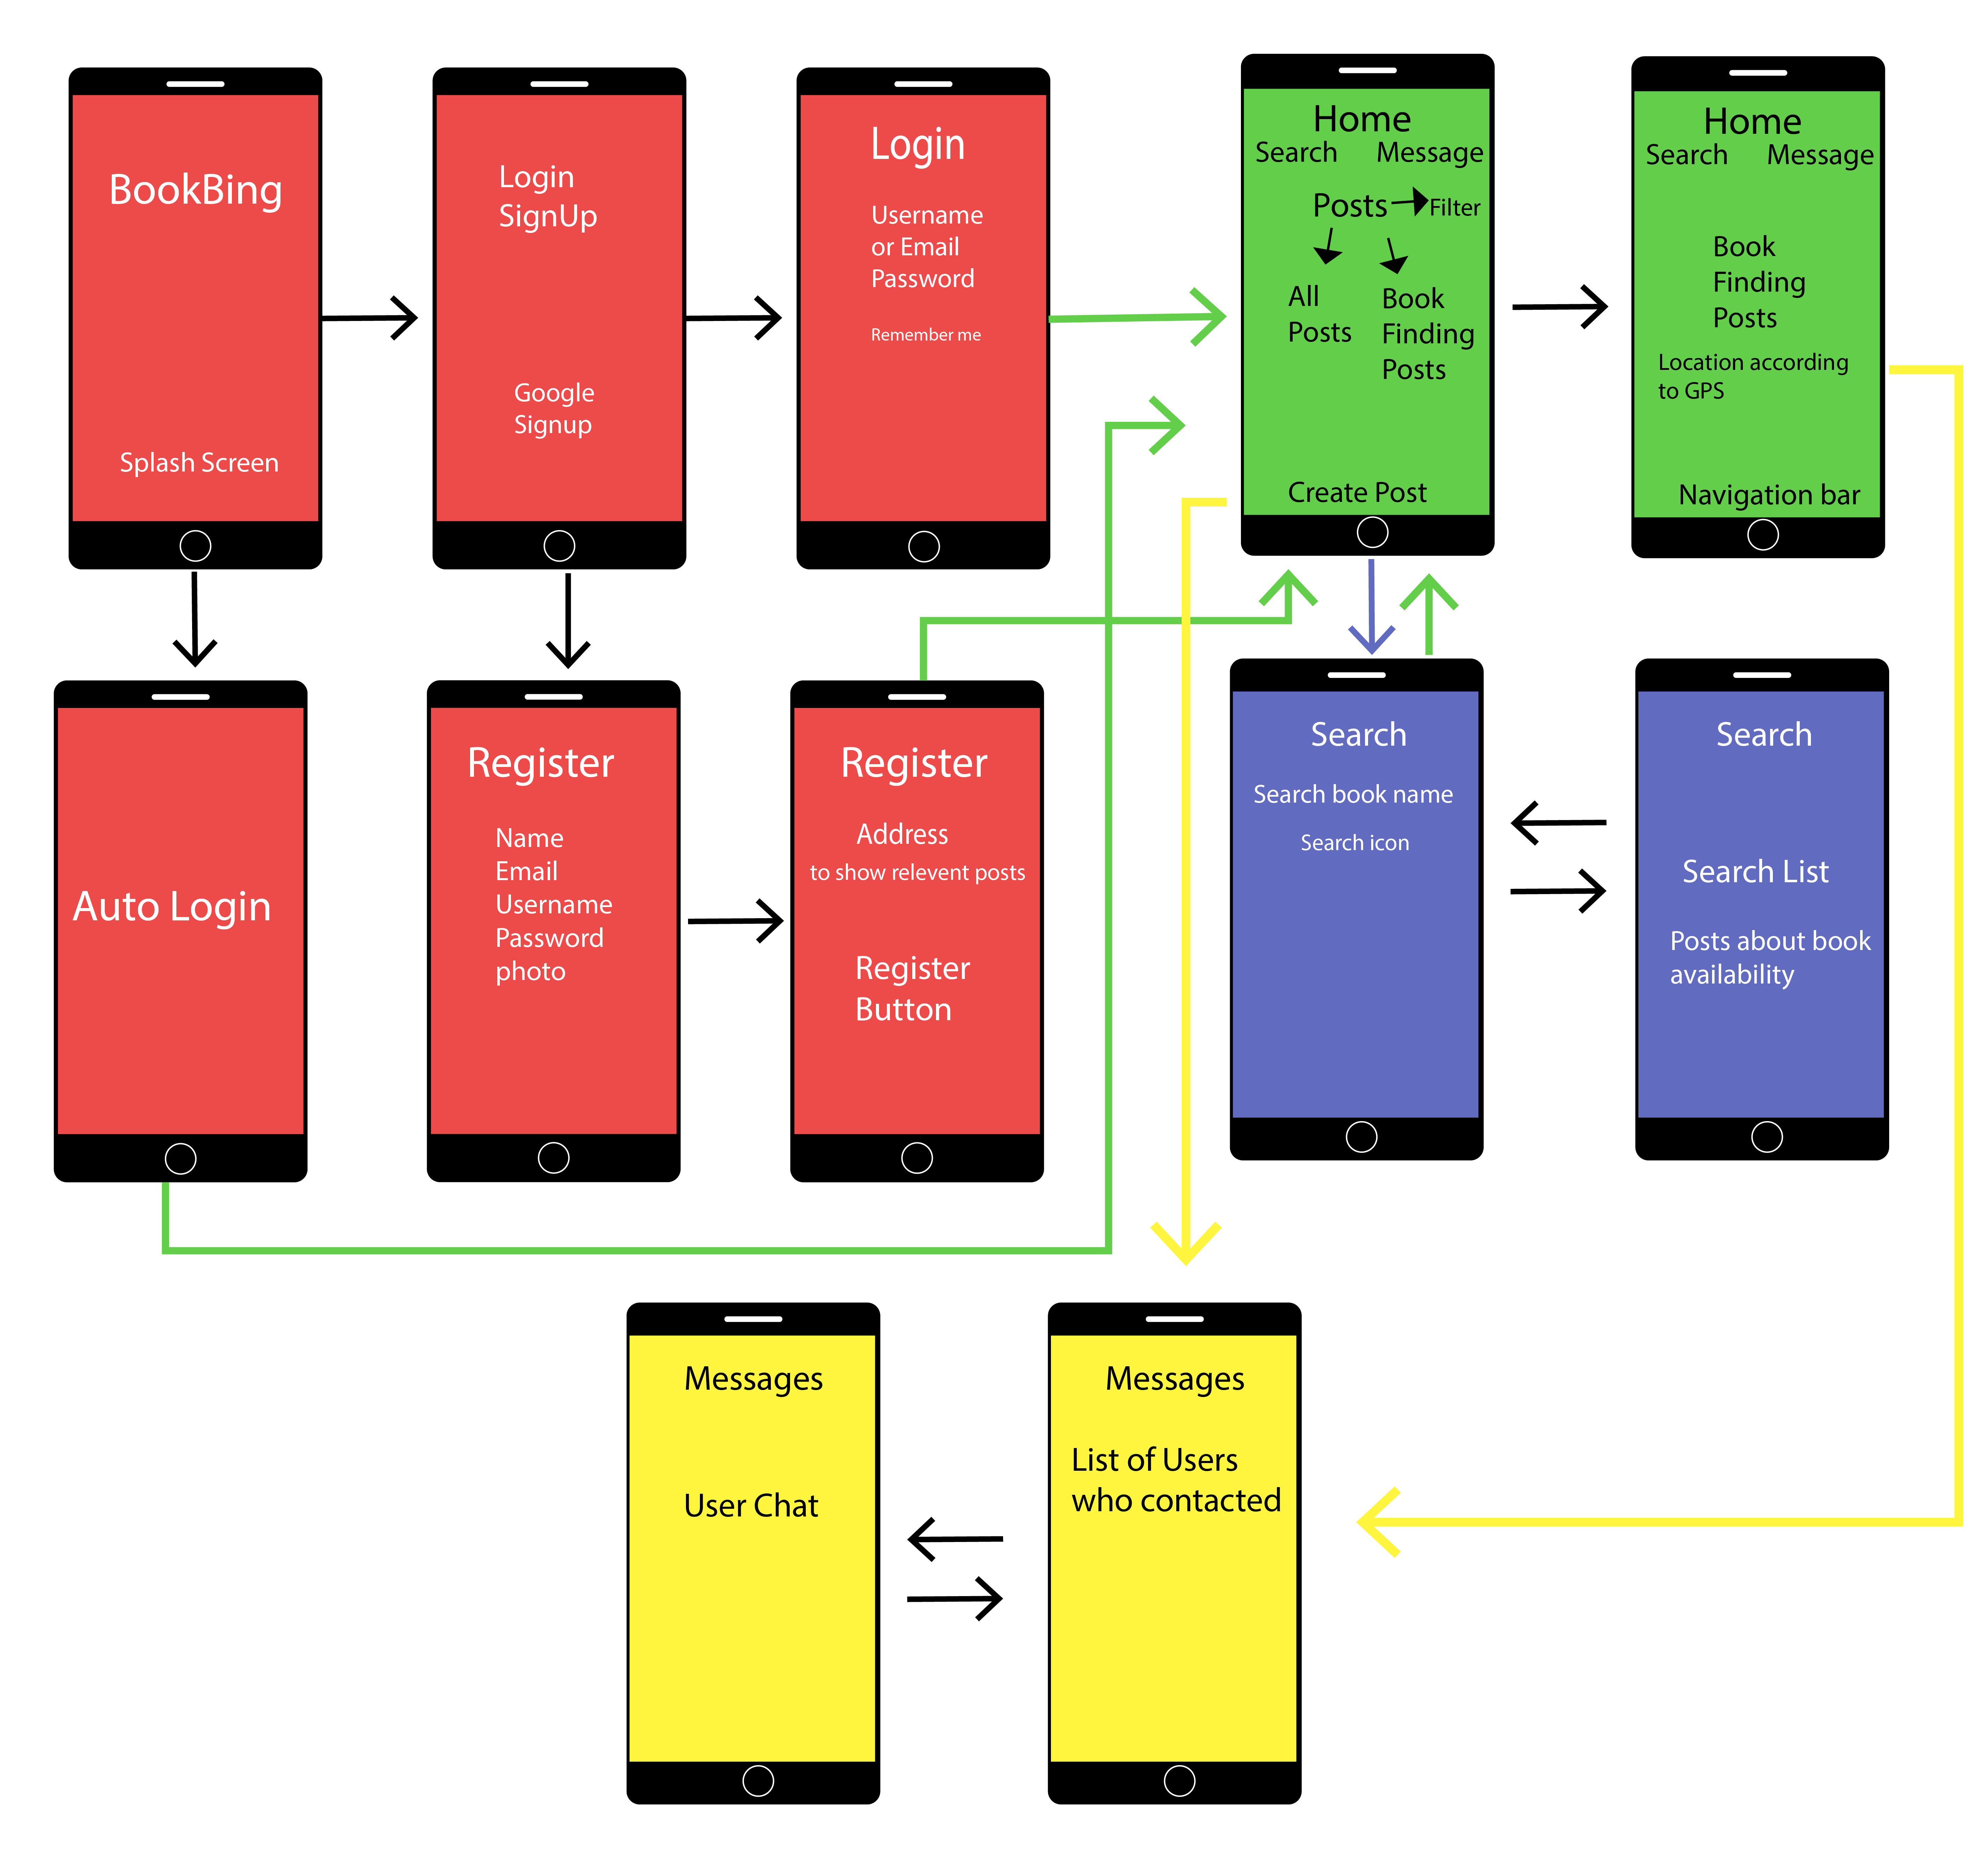 BookBing
Splash Screen
Login
SignUp
Google
Signup
Login
Username
or Email
Password
Remember me
Home
Search Message
Posts Filter
All
Posts
Book
Finding
Posts
Create Post
Home
Search Message
Book
Finding
Posts
Location according
to GPS
Navigation bar
Auto Login
Register
Name
Email
Username
Password
photo
Register
Address
to show relevent posts
Register
Button
Search
Search book name
Search icon
Search
Search List
Posts about book
availability
Messages
User Chat
Messages
List of Users
who contacted